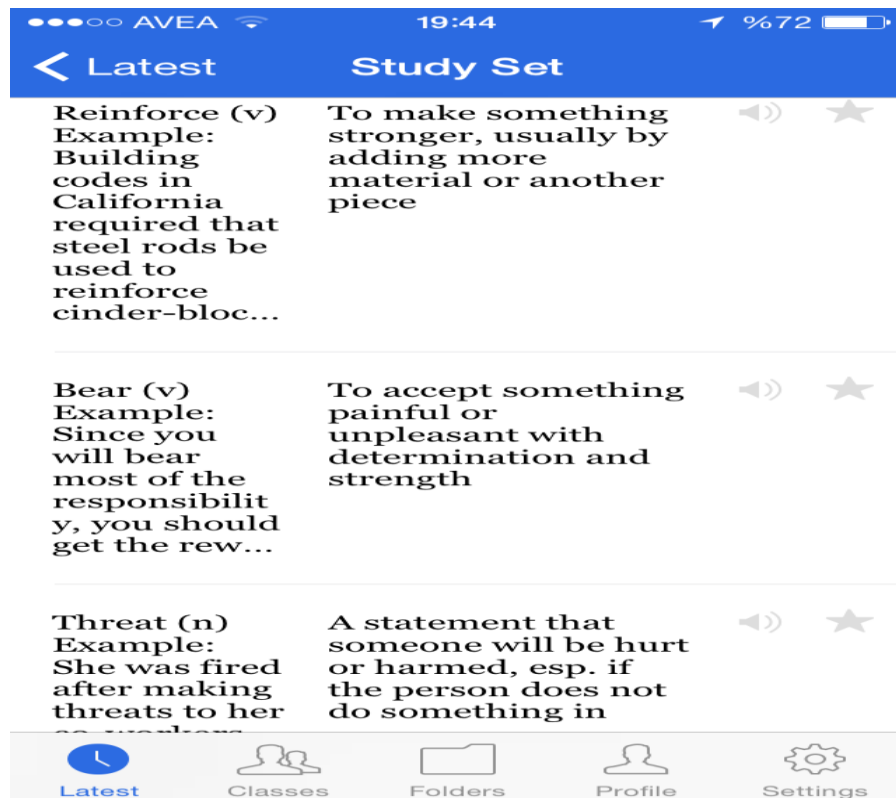 AVEA 19:44 %72
Latest Study Set
Reinforce (v)
Example:
Building
codes in
California
required that
steel rods be
used to
reinforce
cinder-bloc...
To make something
stronger, usually by
adding more
material or another
piece
Bear (v)
Example:
Since you
will bear
most of the
responsibilit
y, you should
get the rew...
To accept something
painful or
unpleasant with
determination and
strength
Threat (n)
Example:
She was fired
after making
threats to her
A statement that
someone will be hurt
or harmed, esp. if
the person does not
do something in
Latest Classes Folders Profile Settings